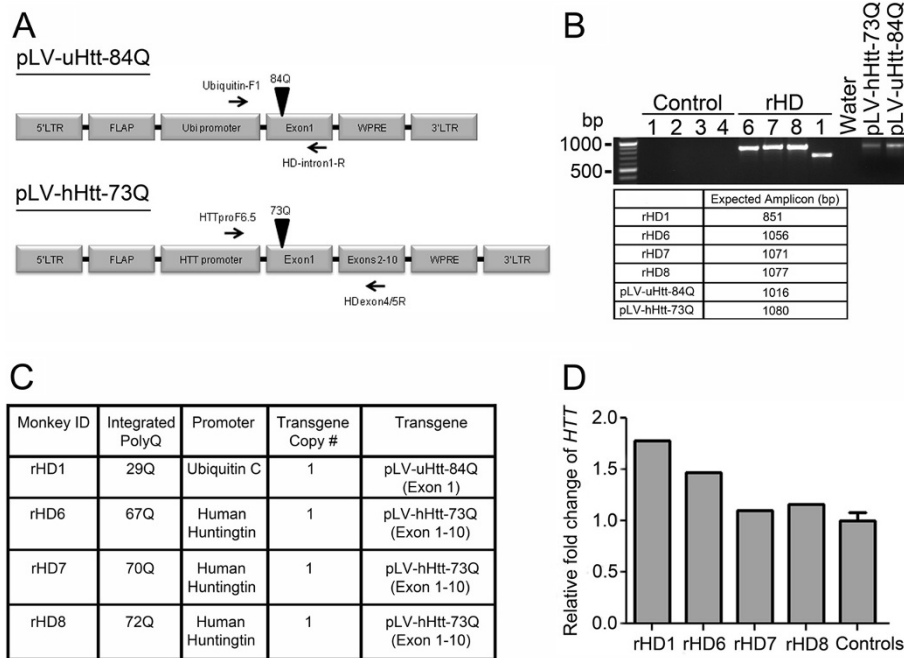 A
pLV-uHtt-84Q
Ubiquitin-F1
84Q
5'LTR FLAP Ubi promoter Exon1 WPRE 3'LTR
HD-intron1-R
pLV-hHtt-73Q
HTTproF6.5
73Q
5'LTR FLAP HTT promoter Exon1 Exons 2-10 WPRE 3'LTR
HDexon4/5R
B
Control rHD Water pLV-hHtt-73Q pLV-uHtt-84Q
bp 1 2 3 4 6 7 8 1
1000
500
Expected Amplicon (bp)
rHD1 851
rHD6 1056
rHD7 1071
rHD8 1077
pLV-uHtt-84Q 1016
pLV-hHtt-73Q 1080
C
Monkey ID Integrated PolyQ Promoter Transgene Copy # Transgene
rHD1 29Q Ubiquitin C 1 pLV-uHtt-84Q (Exon 1)
rHD6 67Q Human Huntingtin 1 pLV-hHtt-73Q (Exon 1-10)
rHD7 70Q Human Huntingtin 1 pLV-hHtt-73Q (Exon 1-10)
rHD8 72Q Human Huntingtin 1 pLV-hHtt-73Q (Exon 1-10)
D
Relative fold change of HTT
2.0
1.5
1.0
0.5
0.0
rHD1 rHD6 rHD7 rHD8 Controls